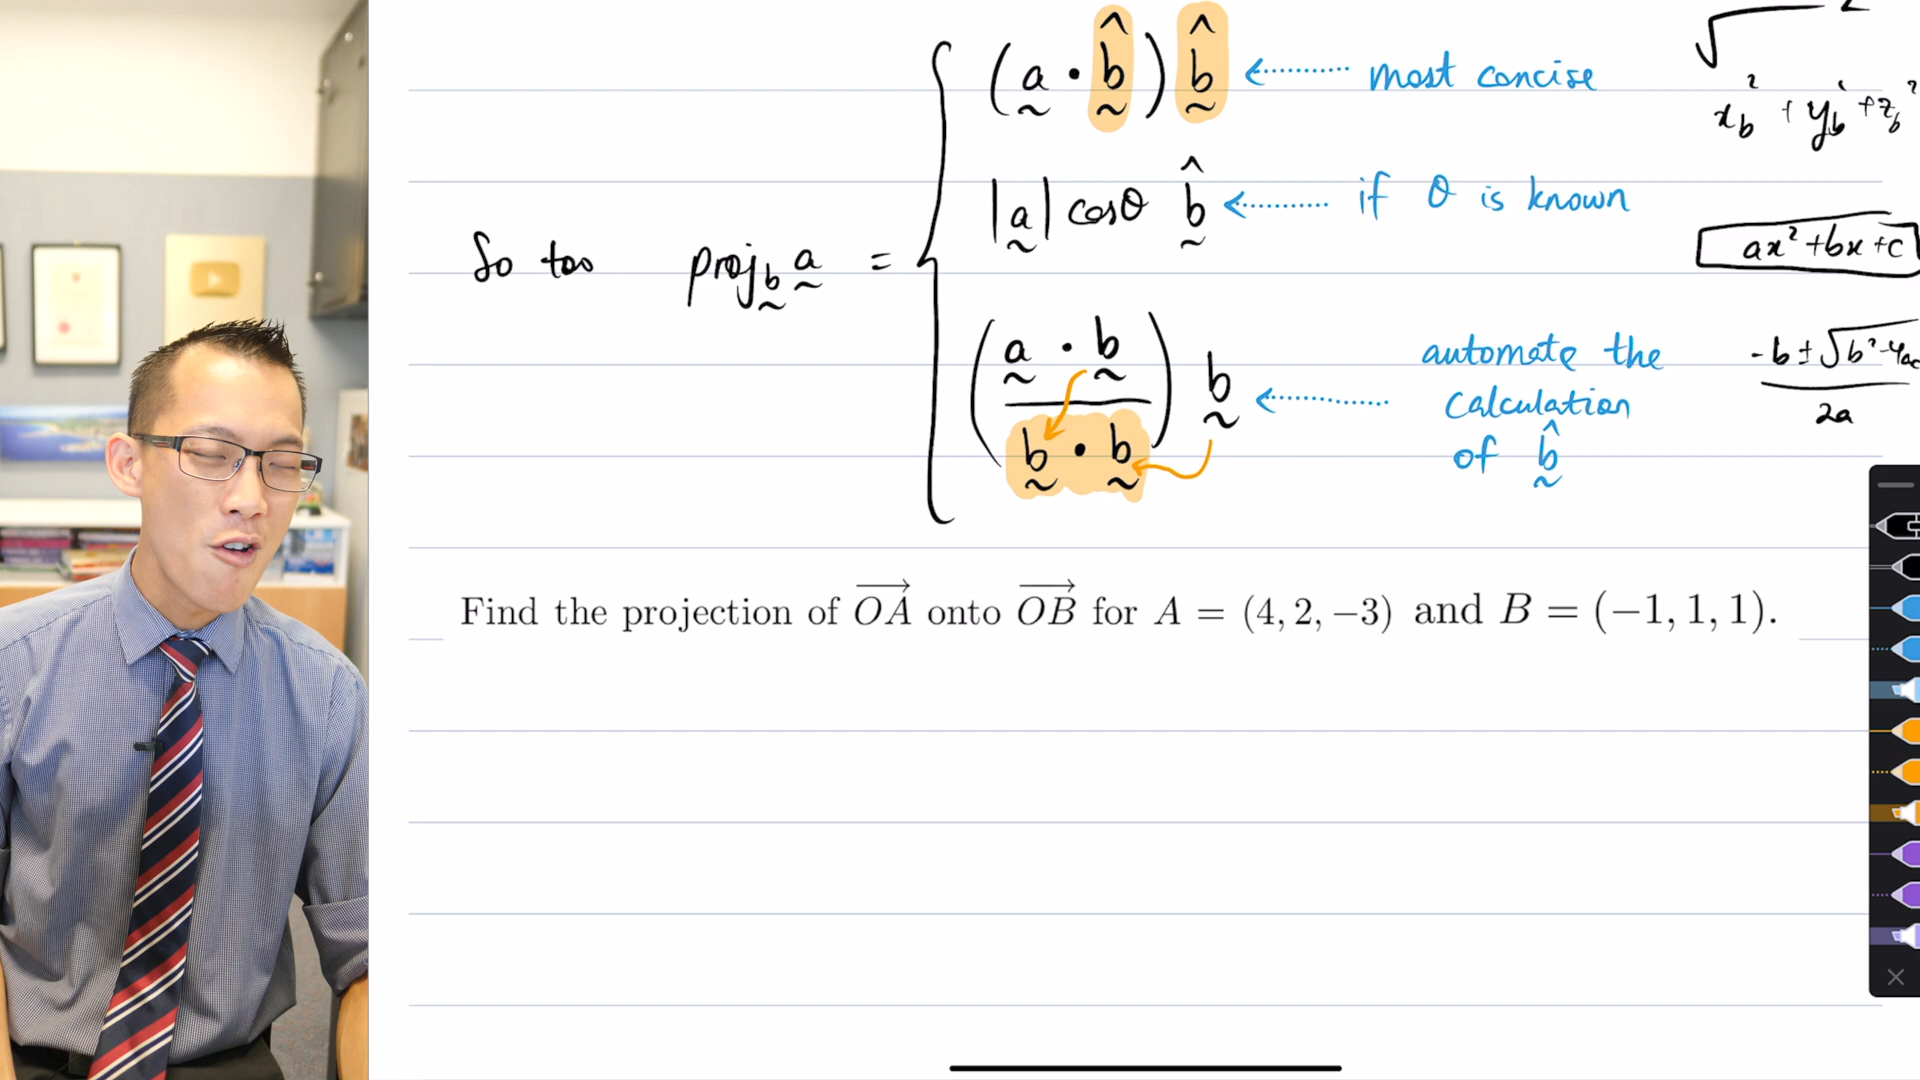 (a · b̂) b̂ <······ most concise
|a| cosθ b̂ <······ if θ is known
So too proj_b a =
(a · b / b · b) b <······ automate the
calculation
of b̂
Find the projection of OA→ onto OB→ for A = (4, 2, −3) and B = (−1, 1, 1).
x_b² + y_b² + z_b²
ax² + bx + c
-b ± √b² - 4ac
2a